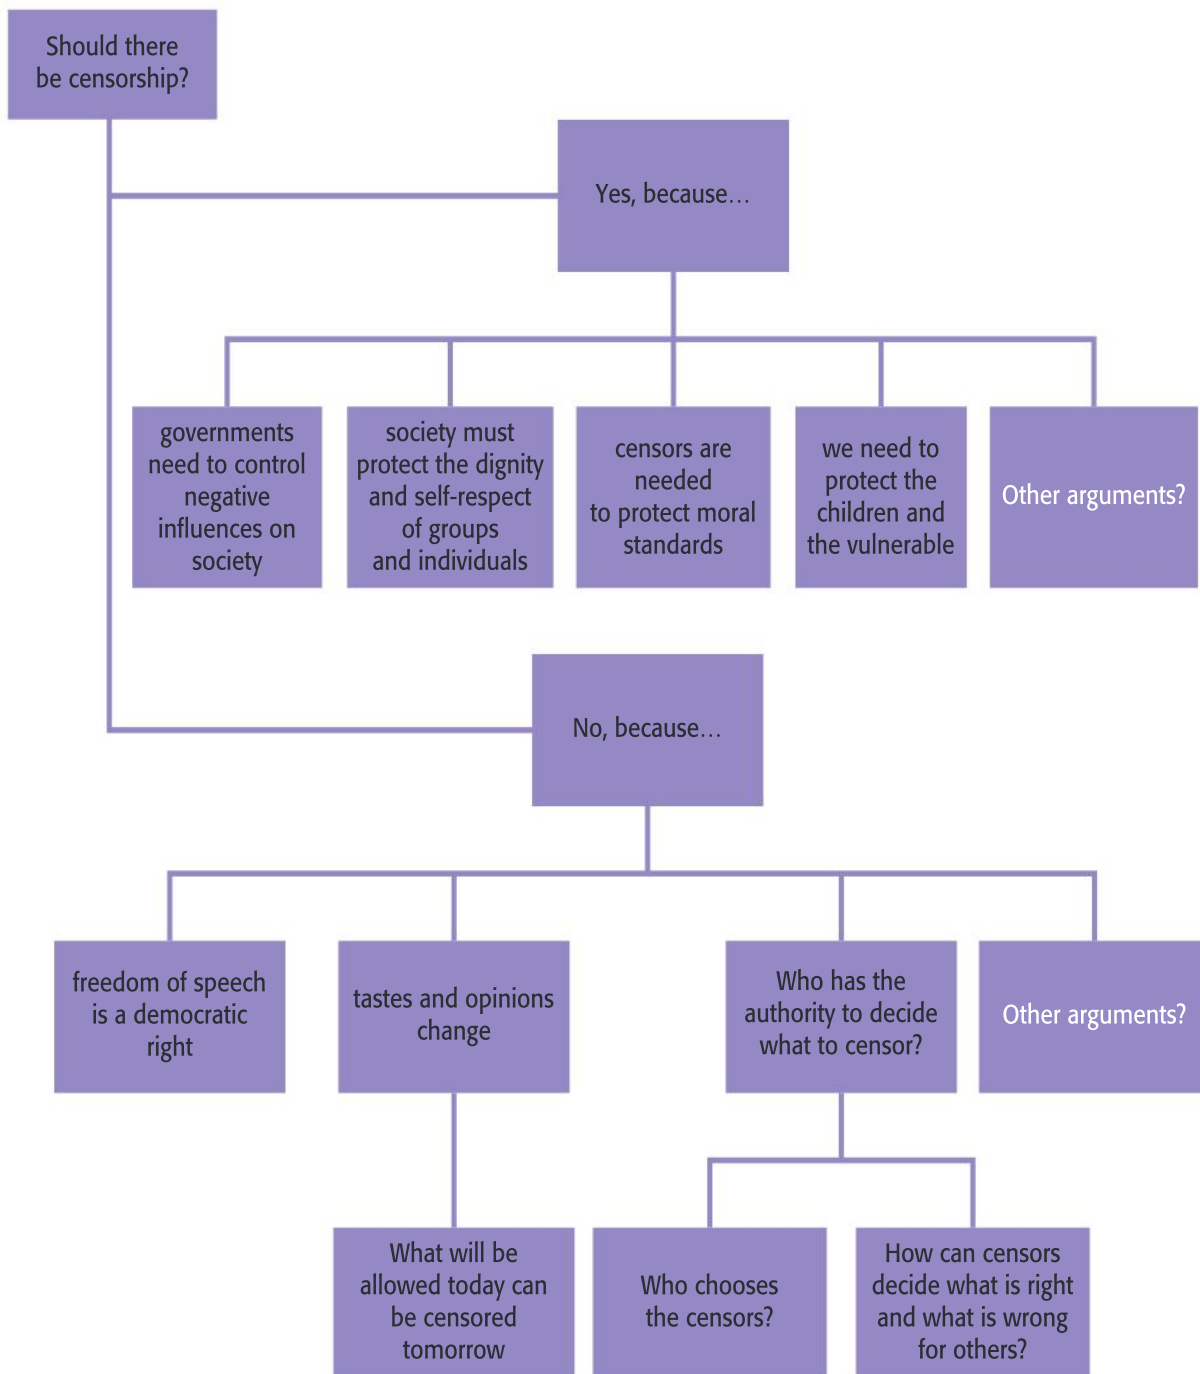 Should there
be censorship?
Yes, because…
governments
need to control
negative
influences on
society
society must
protect the dignity
and self-respect
of groups
and individuals
censors are
needed
to protect moral
standards
we need to
protect the
children and
the vulnerable
Other arguments?
No, because…
freedom of speech
is a democratic
right
tastes and opinions
change
Who has the
authority to decide
what to censor?
Other arguments?
What will be
allowed today can
be censored
tomorrow
Who chooses
the censors?
How can censors
decide what is right
and what is wrong
for others?